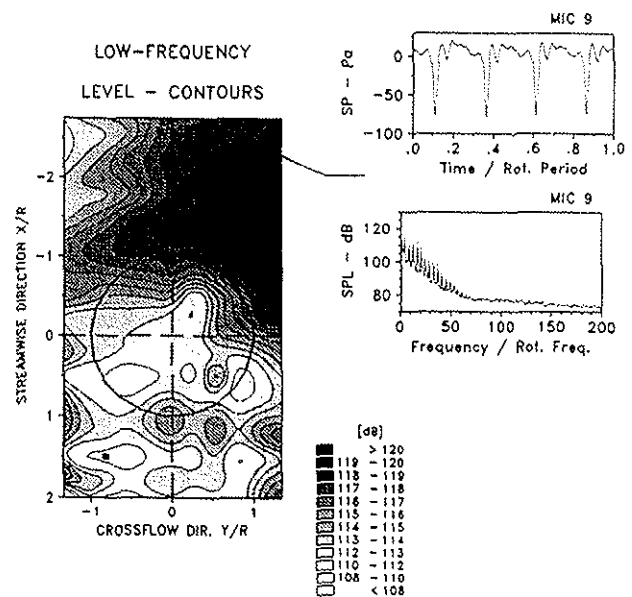 LOW-FREQUENCY
LEVEL - CONTOURS
STREAMWISE DIRECTION X/R
-2
-1
0
1
2
-1
0
1
CROSSFLOW DIR. Y/R
MIC 9
SP - Pa
0
-50
-100
.0
.2
.4
.6
.8
1.0
Time / Rot. Period
MIC 9
SPL - dB
120
100
80
0
50
100
150
200
Frequency / Rot. Freq.
[dB]
> 120
119 - 120
118 - 119
117 - 118
116 - 117
115 - 116
114 - 115
113 - 114
112 - 113
110 - 112
108 - 110
< 108